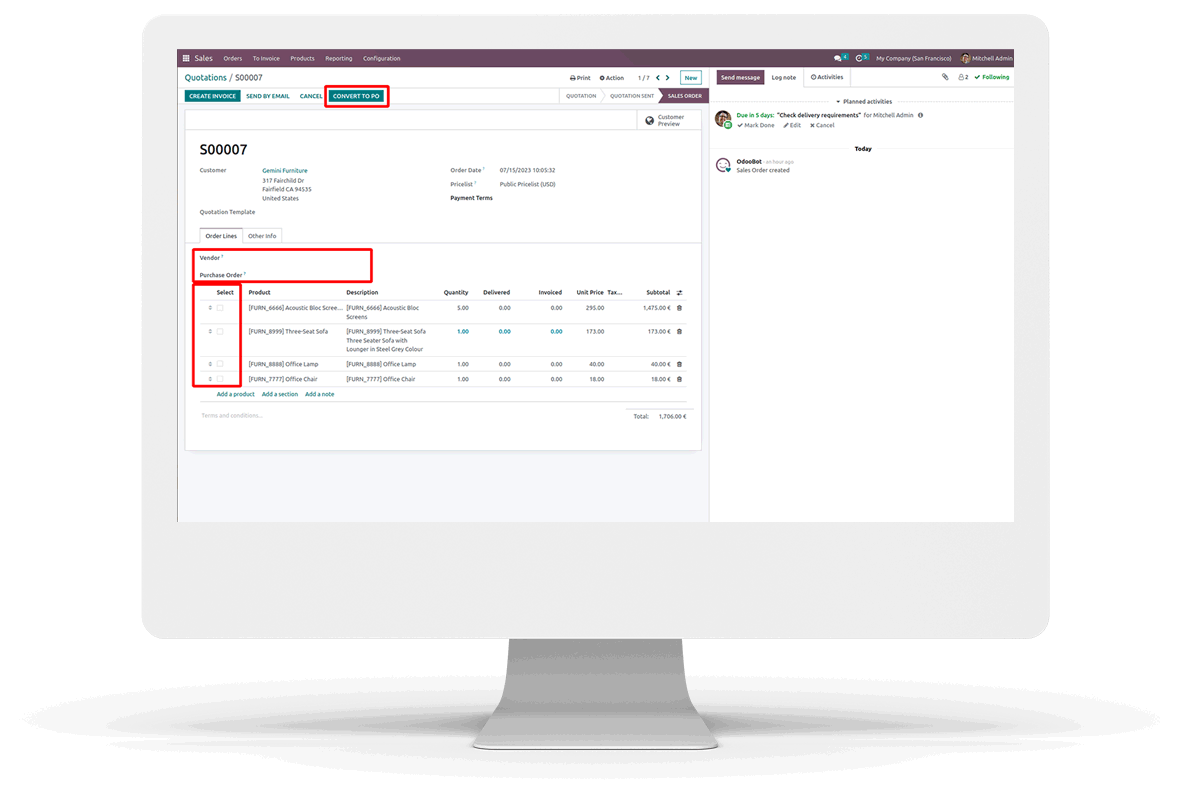 Sales Orders To Invoice Products Reporting Configuration 4 5 My Company (San Francisco) Mitchell Admin
Quotations / S00007 Print Action 1 / 7 New
CREATE INVOICE SEND BY EMAIL CANCEL CONVERT TO PO QUOTATION QUOTATION SENT SALES ORDER
Customer
Preview
S00007
Customer Gemini Furniture Order Date ? 07/15/2023 10:05:32
317 Fairchild Dr
Fairfield CA 94535
United States
Pricelist ? Public Pricelist (USD)
Payment Terms
Quotation Template
Order Lines Other Info
Vendor ?
Purchase Order ?
Select Product Description Quantity Delivered Invoiced Unit Price Tax... Subtotal
[FURN_6666] Acoustic Bloc Scree... [FURN_6666] Acoustic Bloc 5.00 0.00 0.00 295.00 1,475.00 €
Screens
[FURN_8999] Three-Seat Sofa [FURN_8999] Three-Seat Sofa 1.00 0.00 0.00 173.00 173.00 €
Three Seater Sofa with
Lounger in Steel Grey Colour
[FURN_8888] Office Lamp [FURN_8888] Office Lamp 1.00 0.00 0.00 40.00 40.00 €
[FURN_7777] Office Chair [FURN_7777] Office Chair 1.00 0.00 0.00 18.00 18.00 €
Add a product Add a section Add a note
Terms and conditions...
Total: 1,706.00 €
Send message Log note Activities 2 Following
Planned activities
Due in 5 days: "Check delivery requirements" for Mitchell Admin
Mark Done Edit Cancel
Today
OdooBot - an hour ago
Sales Order created